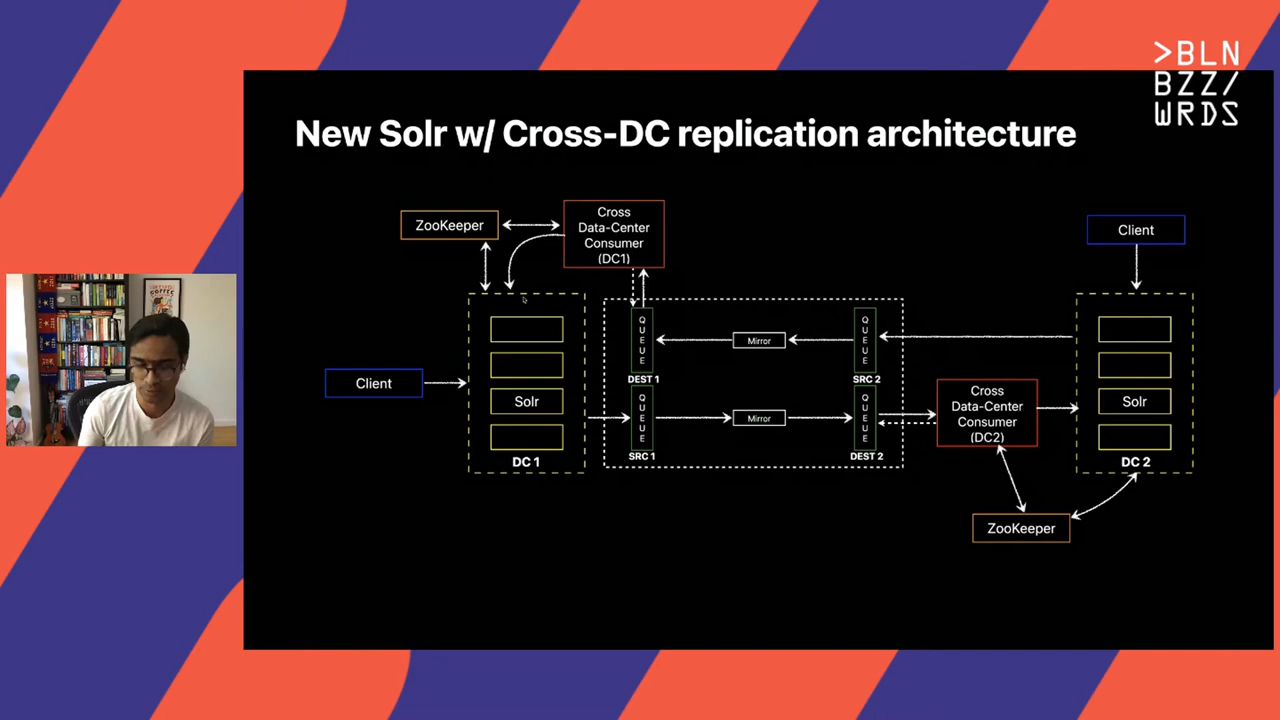 >BLN
BZZ/
WRDS
New Solr w/ Cross-DC replication architecture
ZooKeeper
Cross
Data-Center
Consumer
(DC1)
Client
Client
Solr
DC 1
QUEUE
DEST 1
Mirror
QUEUE
SRC 2
QUEUE
SRC 1
Mirror
QUEUE
DEST 2
Cross
Data-Center
Consumer
(DC2)
Solr
DC 2
ZooKeeper